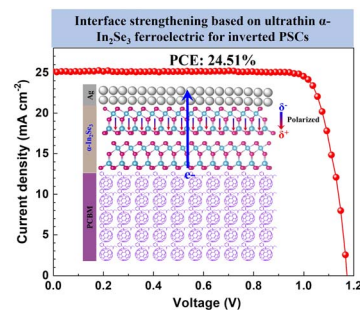 Interface strengthening based on ultrathin α-
In2Se3 ferroelectric for inverted PSCs
PCE: 24.51%
Current density (mA cm-2)
30
25
20
15
10
5
0
Ag
α-In2Se3
PCBM
δ-
Polarized
δ+
e-
0.0 0.2 0.4 0.6 0.8 1.0 1.2
Voltage (V)